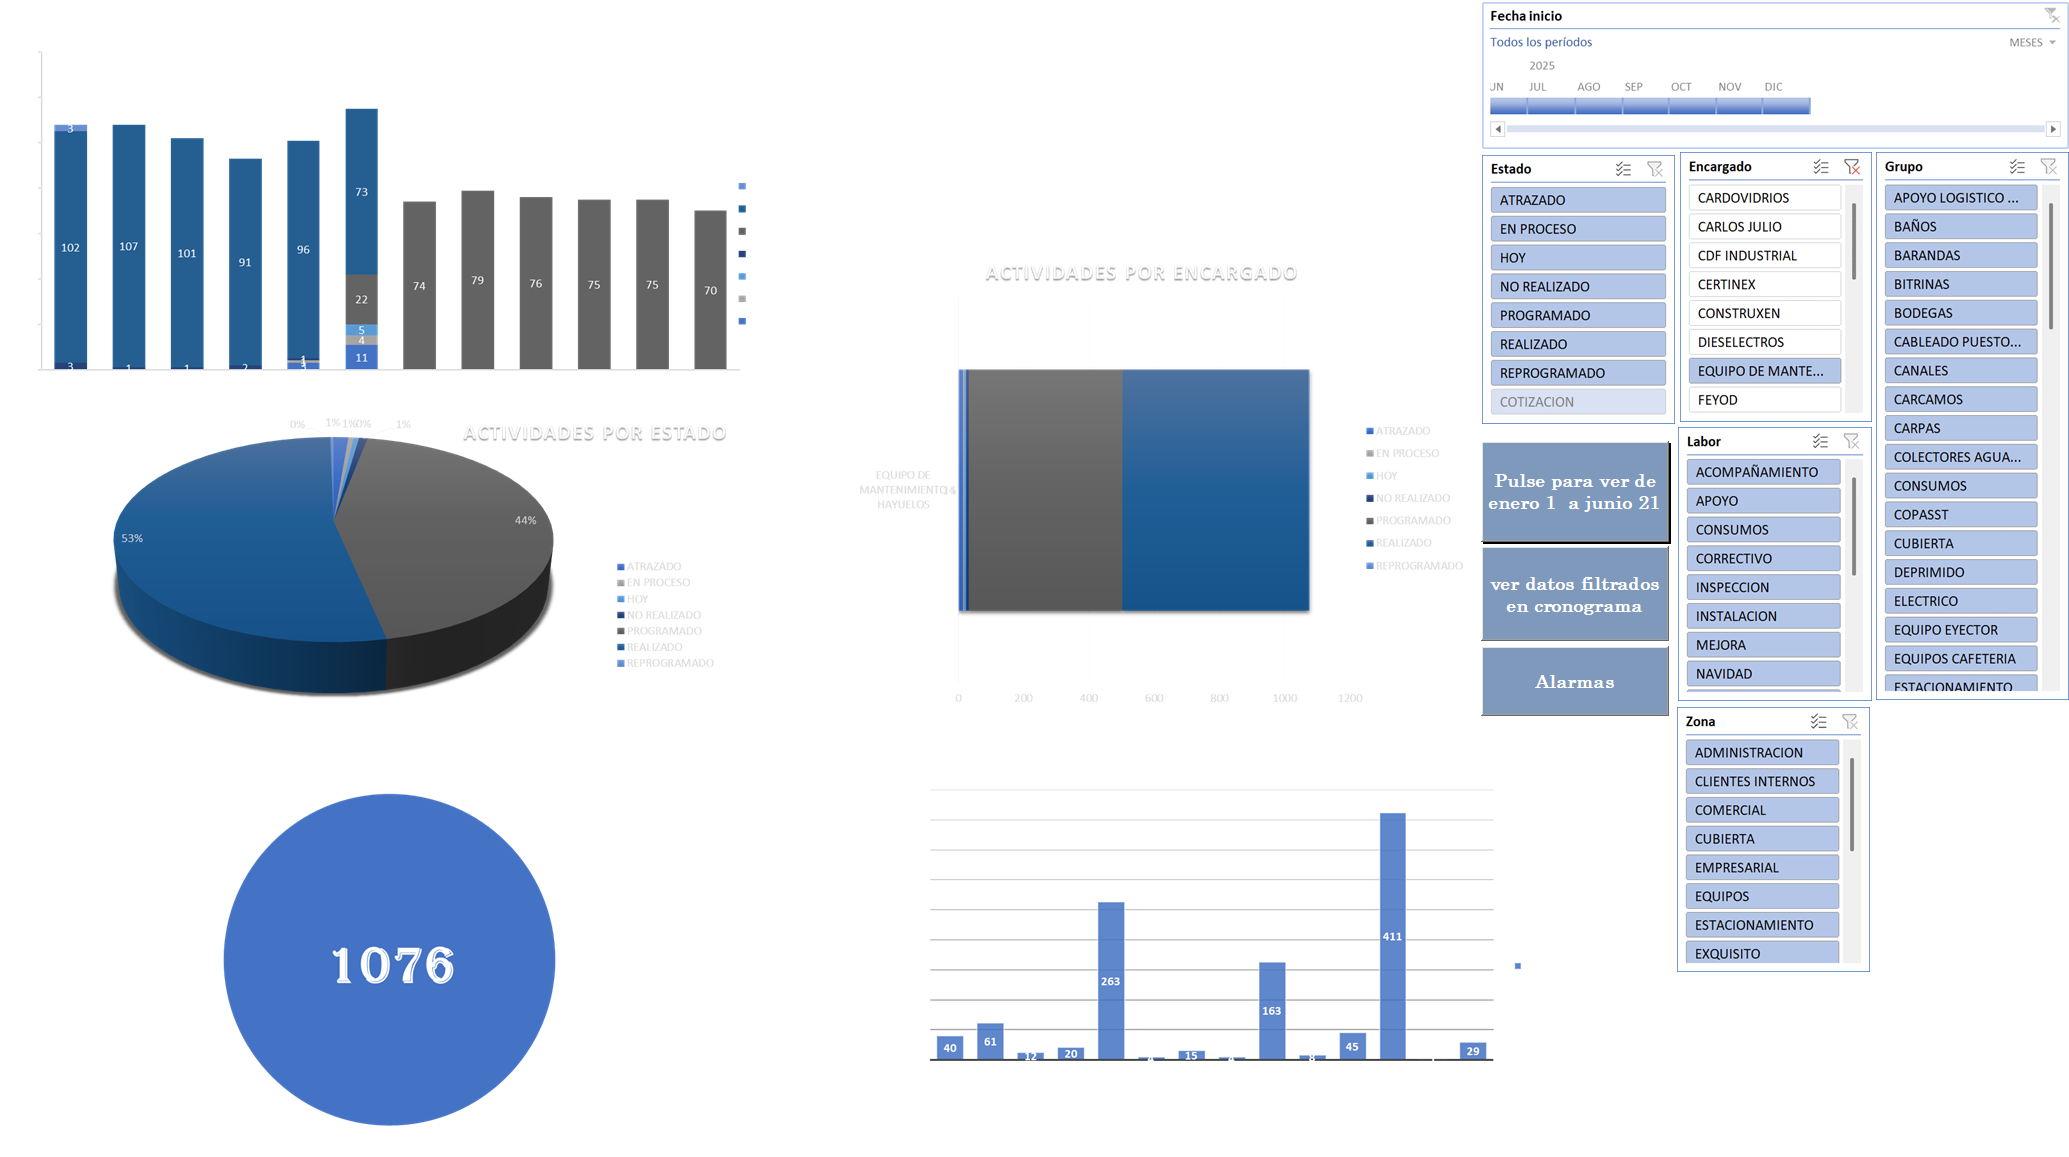 3
102
3
107
1
101
1
91
2
96
1
3
73
22
5
4
11
74
79
76
75
75
70
ACTIVIDADES POR ESTADO
0%
1%
1%
0%
1%
53%
44%
ATRAZADO
EN PROCESO
HOY
NO REALIZADO
PROGRAMADO
REALIZADO
REPROGRAMADO
1076
ACTIVIDADES POR ENCARGADO
EQUIPO DE
MANTENIMIENTO
HAYUELOS
0 200 400 600 800 1000 1200
ATRAZADO
EN PROCESO
HOY
NO REALIZADO
PROGRAMADO
REALIZADO
REPROGRAMADO
40
61
12
20
263
4
15
4
163
8
45
411
29
Fecha inicio
Todos los períodos
MESES
2025
UN JUL AGO SEP OCT NOV DIC
Estado
ATRAZADO
EN PROCESO
HOY
NO REALIZADO
PROGRAMADO
REALIZADO
REPROGRAMADO
COTIZACION
Pulse para ver de
enero 1 a junio 21
ver datos filtrados
en cronograma
Alarmas
Encargado
CARDOVIDRIOS
CARLOS JULIO
CDF INDUSTRIAL
CERTINEX
CONSTRUXEN
DIESELECTROS
EQUIPO DE MANTE...
FEYOD
Labor
ACOMPAÑAMIENTO
APOYO
CONSUMOS
CORRECTIVO
INSPECCION
INSTALACION
MEJORA
NAVIDAD
Zona
ADMINISTRACION
CLIENTES INTERNOS
COMERCIAL
CUBIERTA
EMPRESARIAL
EQUIPOS
ESTACIONAMIENTO
EXQUISITO
Grupo
APOYO LOGISTICO ...
BAÑOS
BARANDAS
BITRINAS
BODEGAS
CABLEADO PUESTO...
CANALES
CARCAMOS
CARPAS
COLECTORES AGUA...
CONSUMOS
COPASST
CUBIERTA
DEPRIMIDO
ELECTRICO
EQUIPO EYECTOR
EQUIPOS CAFETERIA
ESTACIONAMIENTO